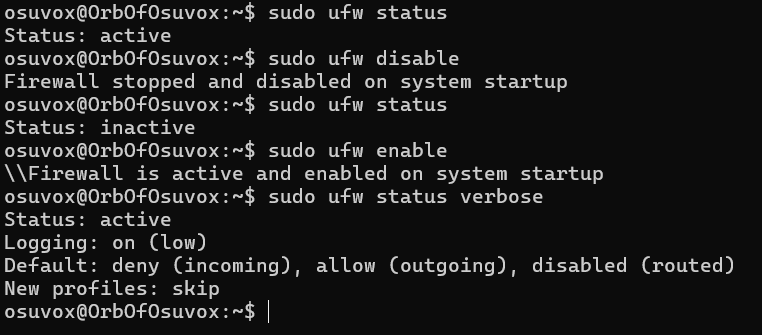 osuvox@OrbOfOsuvox:~$ sudo ufw status
Status: active
osuvox@OrbOfOsuvox:~$ sudo ufw disable
Firewall stopped and disabled on system startup
osuvox@OrbOfOsuvox:~$ sudo ufw status
Status: inactive
osuvox@OrbOfOsuvox:~$ sudo ufw enable
\\Firewall is active and enabled on system startup
osuvox@OrbOfOsuvox:~$ sudo ufw status verbose
Status: active
Logging: on (low)
Default: deny (incoming), allow (outgoing), disabled (routed)
New profiles: skip
osuvox@OrbOfOsuvox:~$